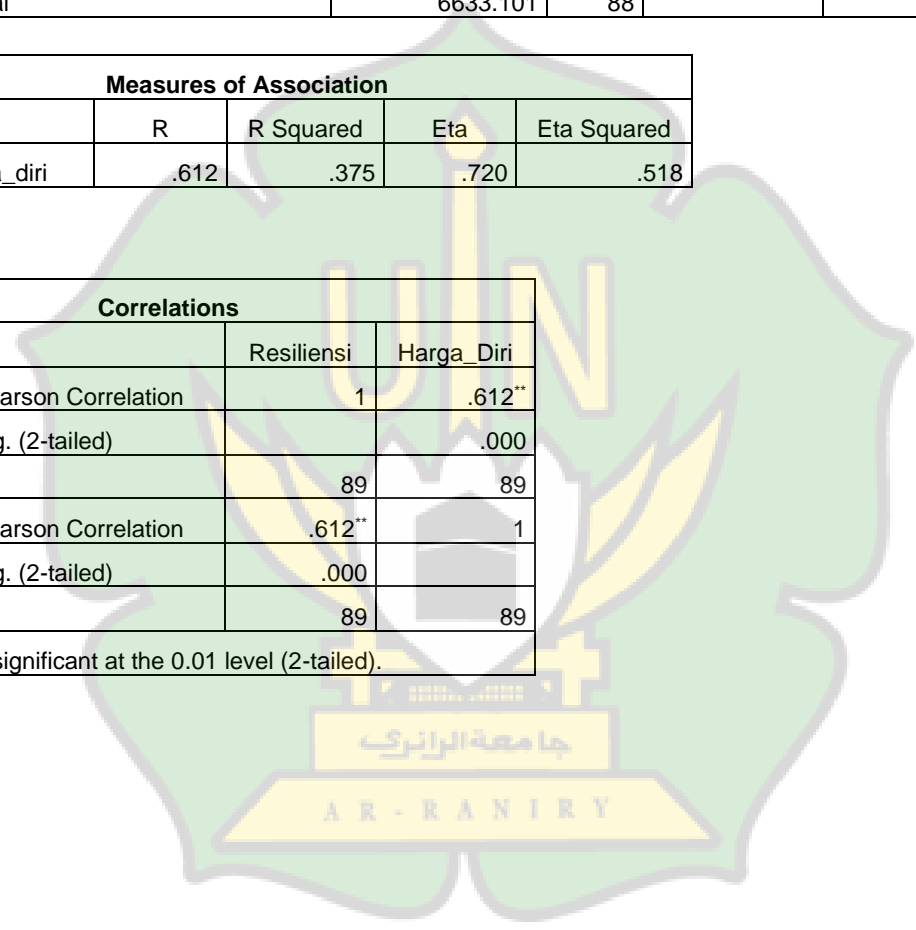 al 6633.101 88
Measures of Association
R R Squared Eta Eta Squared
_diri .612 .375 .720 .518
Correlations
Resiliensi Harga_Diri
arson Correlation 1 .612**
g. (2-tailed) .000
89 89
arson Correlation .612** 1
g. (2-tailed) .000
89 89
significant at the 0.01 level (2-tailed).
UIN
جامعة الرانري
AR-RANIRY